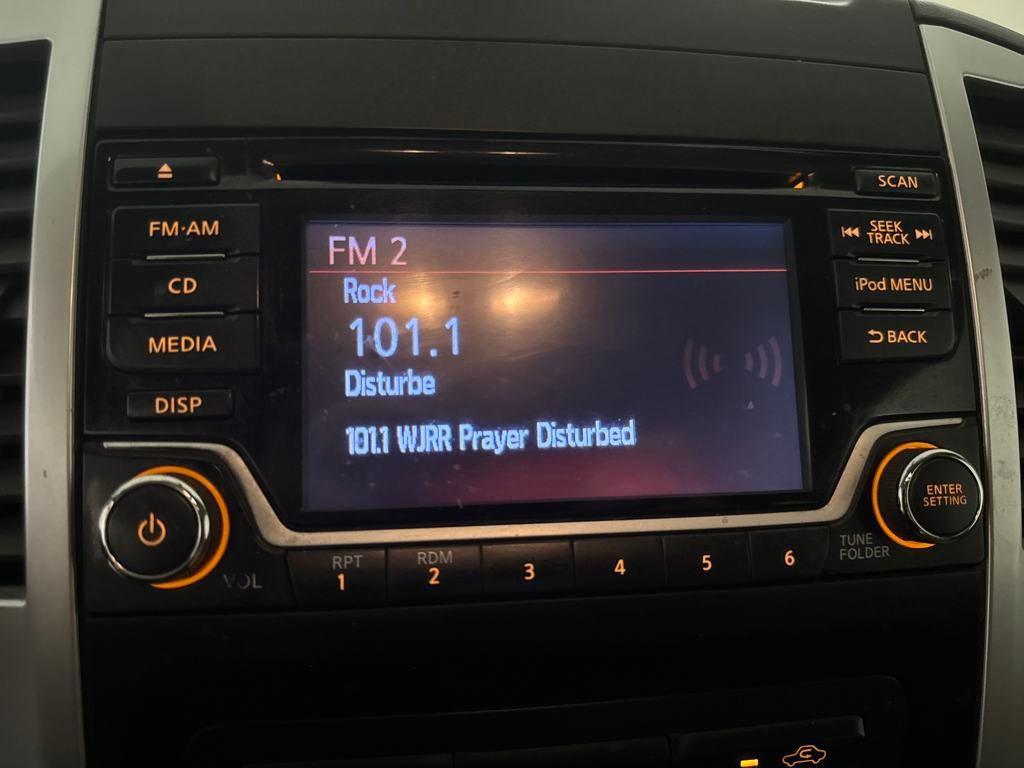 SCAN
FM·AM
SEEK
TRACK
CD
iPod MENU
MEDIA
BACK
DISP
FM 2
Rock
101.1
Disturbe
101.1 WJRR Prayer Disturbed
ENTER
SETTING
VOL
RPT
1
RDM
2
3
4
5
6
TUNE
FOLDER